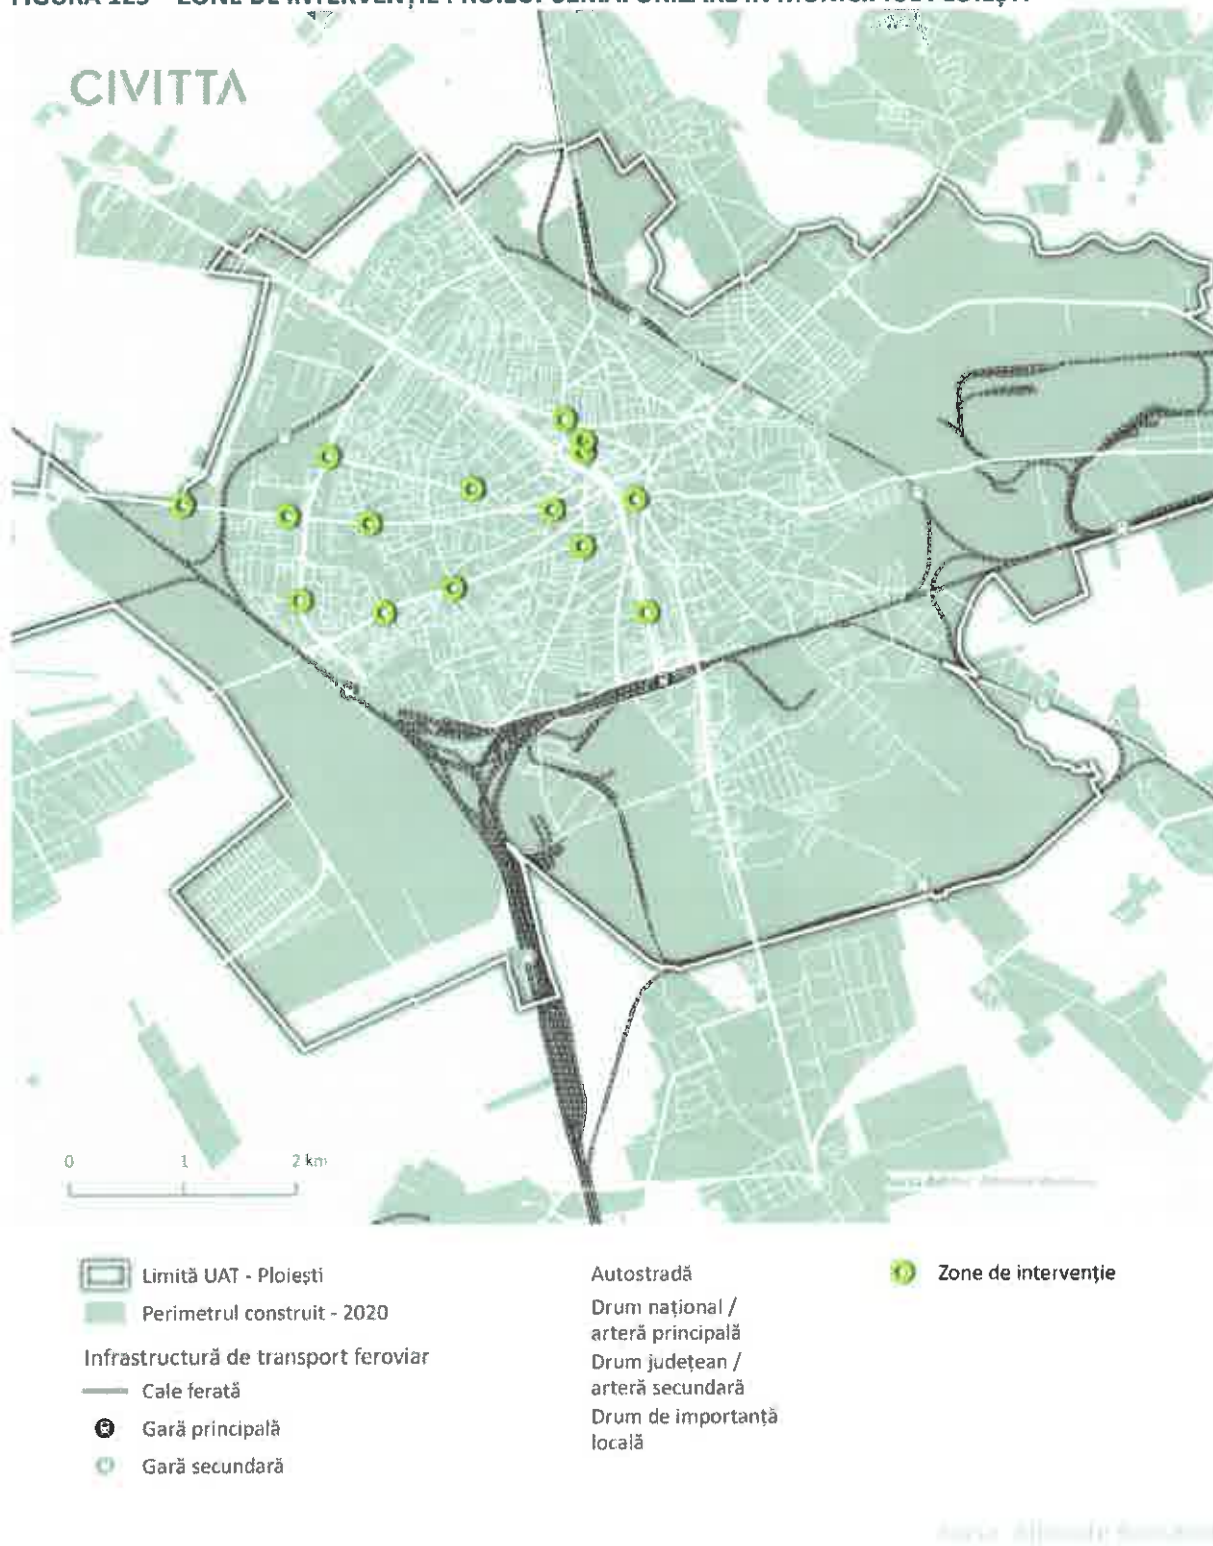 CIVITTA
0 1 2 km
Limită UAT - Ploiești
Perimetrul construit - 2020
Infrastructură de transport feroviar
Cale ferată
Gară principală
Gară secundară
Autostradă
Drum național /
arteră principală
Drum județean /
arteră secundară
Drum de importanță
locală
Zone de intervenție